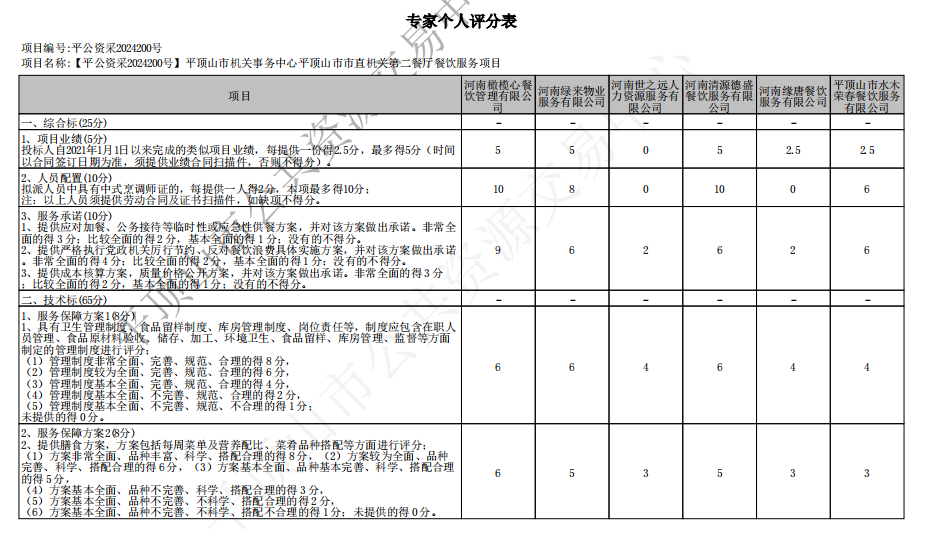 专家个人评分表
项目编号:平公资采2024200号
项目名称:【平公资采2024200号】平顶山市机关事务中心平顶山市市直机关第二餐厅餐饮服务项目
项目 河南橄榄心餐饮管理有限公司 河南绿来物业服务有限公司 河南世之远人力资源服务有限公司 河南清源德盛餐饮服务有限公司 河南缘唐餐饮服务有限公司 平顶山市水木荣春餐饮服务有限公司
一、综合标(25分) - - - - - -
1、项目业绩(5分)
投标人自2021年1月1日以来完成的类似项目业绩，每提供一份得2.5分，最多得5分（时间
以合同签订日期为准，须提供业绩合同扫描件，否则不得分）。
5 5 0 5 2.5 2.5
2、人员配置(10分)
拟派人员中具有中式烹调师证的，每提供一人得2分，本项最多得10分；
注：以上人员须提供劳动合同及证书扫描件，如缺项不得分。
10 8 0 10 0 6
3、服务承诺(10分)
1、提供应对加餐、公务接待等临时性或应急性供餐方案，并对该方案做出承诺。非常全
面的得3分；比较全面的得2分，基本全面的得1分；没有的不得分。
2、提供严格执行党政机关厉行节约、反对餐饮浪费具体实施方案，并对该方案做出承诺
。非常全面的得4分；比较全面的得2分，基本全面的得1分；没有的不得分。
3、提供成本核算方案，质量价格公开方案，并对该方案做出承诺。非常全面的得3分
；比较全面的得2分，基本全面的得1分；没有的不得分。
9 6 2 6 2 6
二、技术标(65分) - - - - - -
1、服务保障方案1(8分)
1、具有卫生管理制度、食品留样制度、库房管理制度、岗位责任等，制度应包含在职人
员管理、食品原材料验收、储存、加工、环境卫生、食品留样、库房管理、监督等方面
制定的管理制度进行评分：
（1）管理制度非常全面、完善、规范、合理的得8分，
（2）管理制度较为全面、完善、规范、合理的得6分，
（3）管理制度基本全面、完善、规范、合理的得4分，
（4）管理制度基本全面、不完善、规范、合理的得2分，
（5）管理制度基本全面、不完善、规范、不合理的得1分；
未提供的得0分。
6 6 4 6 4 4
2、服务保障方案2(8分)
2、提供膳食方案，方案包括每周菜单及营养配比、菜肴品种搭配等方面进行评分：
（1）方案非常全面、品种丰富、科学、搭配合理的得8分，（2）方案较为全面、品种
完善、科学、搭配合理的得6分，（3）方案基本全面、品种基本完善、科学、搭配合理
的得5分，
（4）方案基本全面、品种不完善、科学、搭配合理的得3分，
（5）方案基本全面、品种不完善、不科学、搭配合理的得2分，
（6）方案基本全面、品种不完善、不科学、搭配不合理的得1分；未提供的得0分。
6 5 3 5 3 3
平顶山市公共资源交易中心
平顶山市公共资源交易中心